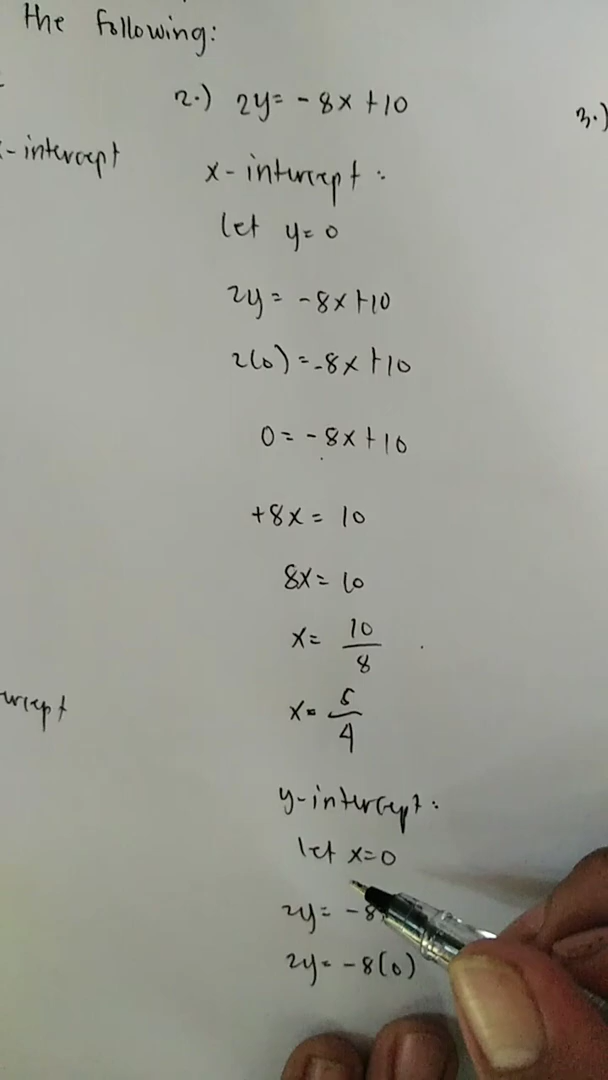 the following:
2.) 2y= -8x +10
3.)
-intercept
x-intercept:
let y=0
2y= -8x+10
2(0)=-8x+10
0= -8x+10
+8x= 10
8x= 10
x= 10/8
x= 5/4
y-intercept:
let x=0
2y= -8
2y= -8(0)